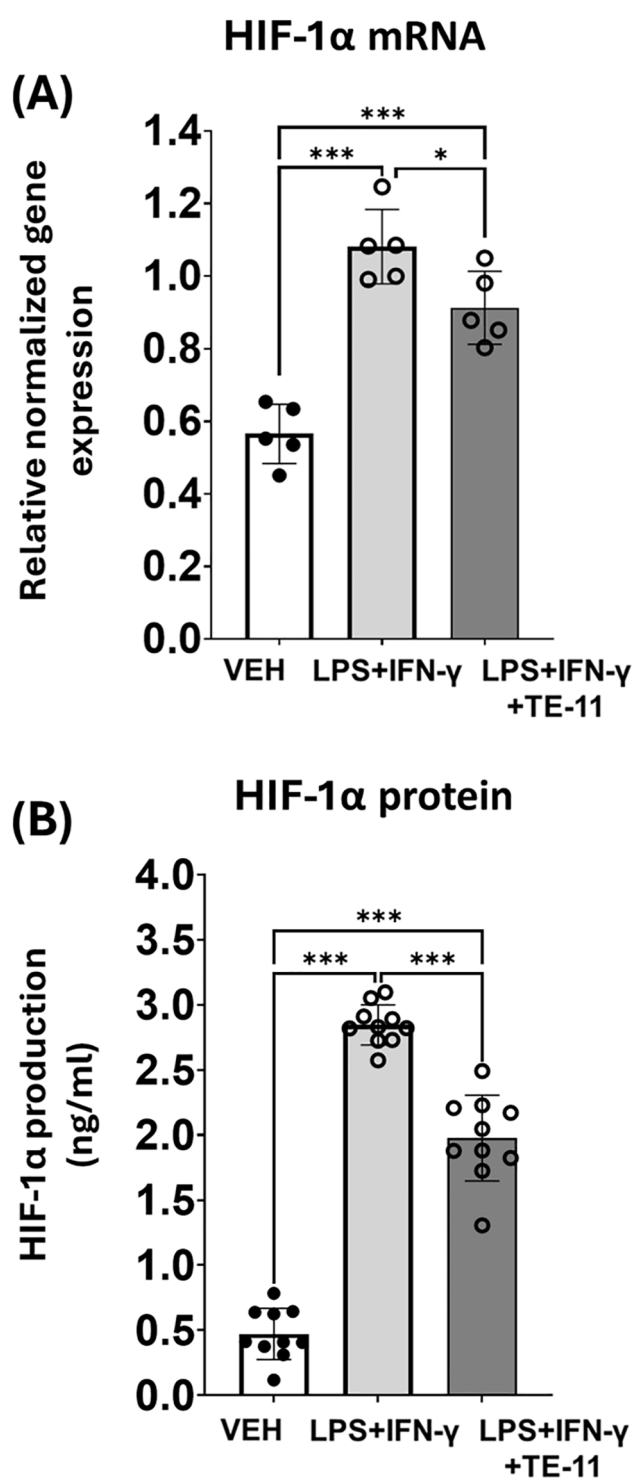 HIF-1α mRNA
(A)
Relative normalized gene
expression
1.4
1.2
1.0
0.8
0.6
0.4
0.2
0.0
***
***
*
VEH
LPS+IFN-γ
LPS+IFN-γ
+TE-11
HIF-1α protein
(B)
HIF-1α production
(ng/ml)
4.0
3.5
3.0
2.5
2.0
1.5
1.0
0.5
0.0
***
***
***
VEH
LPS+IFN-γ
LPS+IFN-γ
+TE-11